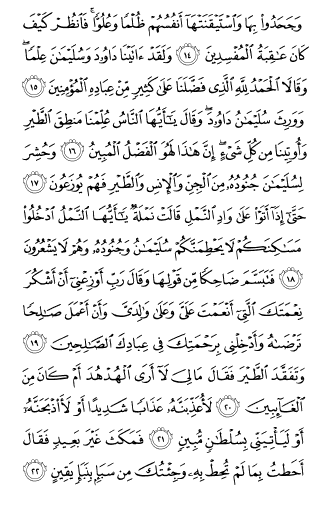 وَجَحَدُوا۟ بِهَا وَٱسْتَيْقَنَتْهَآ أَنفُسُهُمْ ظُلْمًا وَعُلُوًّا ۚ فَٱنظُرْ كَيْفَ
كَانَ عَـٰقِبَةُ ٱلْمُفْسِدِينَ ١٤ وَلَقَدْ ءَاتَيْنَا دَاوُۥدَ وَسُلَيْمَـٰنَ عِلْمًا ۖ
وَقَالَا ٱلْحَمْدُ لِلَّهِ ٱلَّذِى فَضَّلَنَا عَلَىٰ كَثِيرٍ مِّنْ عِبَادِهِ ٱلْمُؤْمِنِينَ ١٥
وَوَرِثَ سُلَيْمَـٰنُ دَاوُۥدَ ۖ وَقَالَ يَـٰٓأَيُّهَا ٱلنَّاسُ عُلِّمْنَا مَنطِقَ ٱلطَّيْرِ
وَأُوتِينَا مِن كُلِّ شَىْءٍ ۖ إِنَّ هَـٰذَا لَهُوَ ٱلْفَضْلُ ٱلْمُبِينُ ١٦ وَحُشِرَ
لِسُلَيْمَـٰنَ جُنُودُهُۥ مِنَ ٱلْجِنِّ وَٱلْإِنسِ وَٱلطَّيْرِ فَهُمْ يُوزَعُونَ ١٧
حَتَّىٰٓ إِذَآ أَتَوْا۟ عَلَىٰ وَادِ ٱلنَّمْلِ قَالَتْ نَمْلَةٌ يَـٰٓأَيُّهَا ٱلنَّمْلُ ٱدْخُلُوا۟
مَسَـٰكِنَكُمْ لَا يَحْطِمَنَّكُمْ سُلَيْمَـٰنُ وَجُنُودُهُۥ وَهُمْ لَا يَشْعُرُونَ
١٨ فَتَبَسَّمَ ضَاحِكًا مِّن قَوْلِهَا وَقَالَ رَبِّ أَوْزِعْنِىٓ أَنْ أَشْكُرَ
نِعْمَتَكَ ٱلَّتِىٓ أَنْعَمْتَ عَلَىَّ وَعَلَىٰ وَٰلِدَىَّ وَأَنْ أَعْمَلَ صَـٰلِحًا
تَرْضَىٰهُ وَأَدْخِلْنِى بِرَحْمَتِكَ فِى عِبَادِكَ ٱلصَّـٰلِحِينَ ١٩
وَتَفَقَّدَ ٱلطَّيْرَ فَقَالَ مَا لِىَ لَآ أَرَى ٱلْهُدْهُدَ أَمْ كَانَ مِنَ
ٱلْغَآئِبِينَ ٢٠ لَأُعَذِّبَنَّهُۥ عَذَابًا شَدِيدًا أَوْ لَأَا۟ذْبَحَنَّهُۥٓ
أَوْ لَيَأْتِيَنِّى بِسُلْطَـٰنٍ مُّبِينٍ ٢١ فَمَكَثَ غَيْرَ بَعِيدٍ فَقَالَ
أَحَطتُ بِمَا لَمْ تُحِطْ بِهِۦ وَجِئْتُكَ مِن سَبَإٍۭ بِنَبَإٍ يَقِينٍ ٢٢